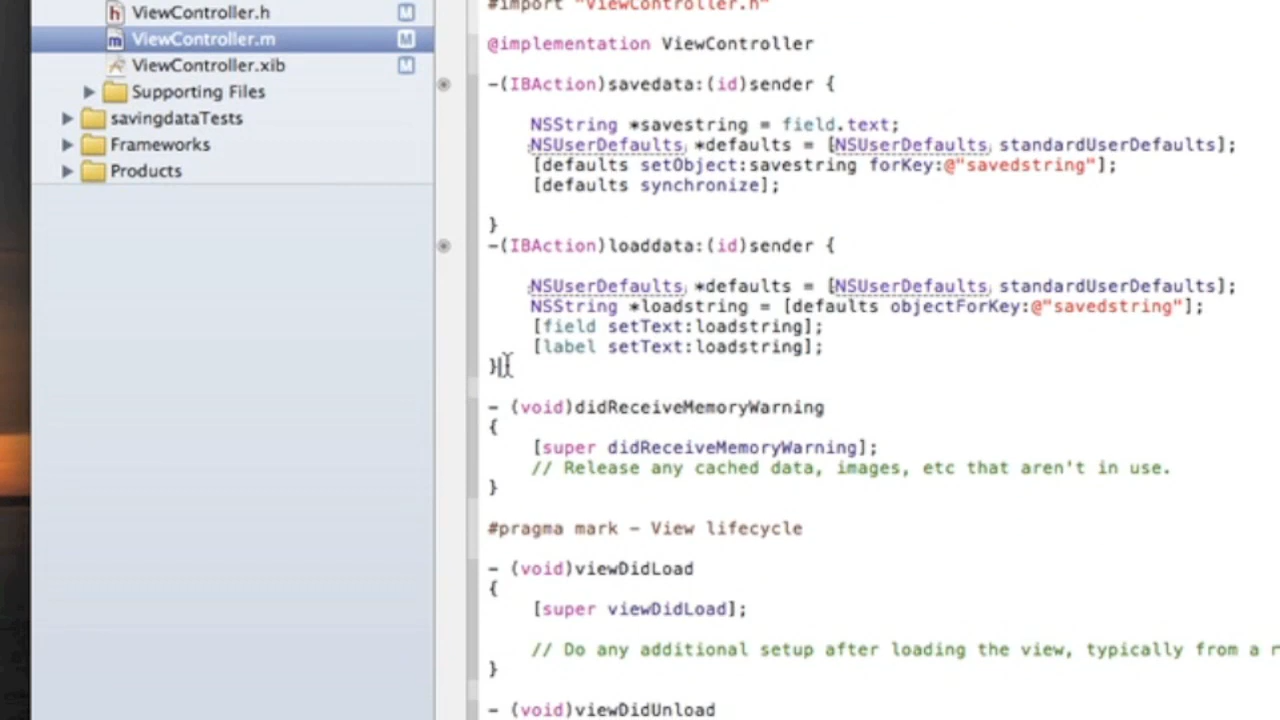 ViewController.h M
ViewController.m M
ViewController.xib M
Supporting Files
savingdataTests
Frameworks
Products
#import "ViewController.h"
@implementation ViewController
-(IBAction)savedata:(id)sender {
NSString *savestring = field.text;
NSUserDefaults *defaults = [NSUserDefaults standardUserDefaults];
[defaults setObject:savestring forKey:@"savedstring"];
[defaults synchronize];
}
-(IBAction)loaddata:(id)sender {
NSUserDefaults *defaults = [NSUserDefaults standardUserDefaults];
NSString *loadstring = [defaults objectForKey:@"savedstring"];
[field setText:loadstring];
[label setText:loadstring];
}
- (void)didReceiveMemoryWarning
{
[super didReceiveMemoryWarning];
// Release any cached data, images, etc that aren't in use.
}
#pragma mark - View lifecycle
- (void)viewDidLoad
{
[super viewDidLoad];
// Do any additional setup after loading the view, typically from a
}
- (void)viewDidUnload